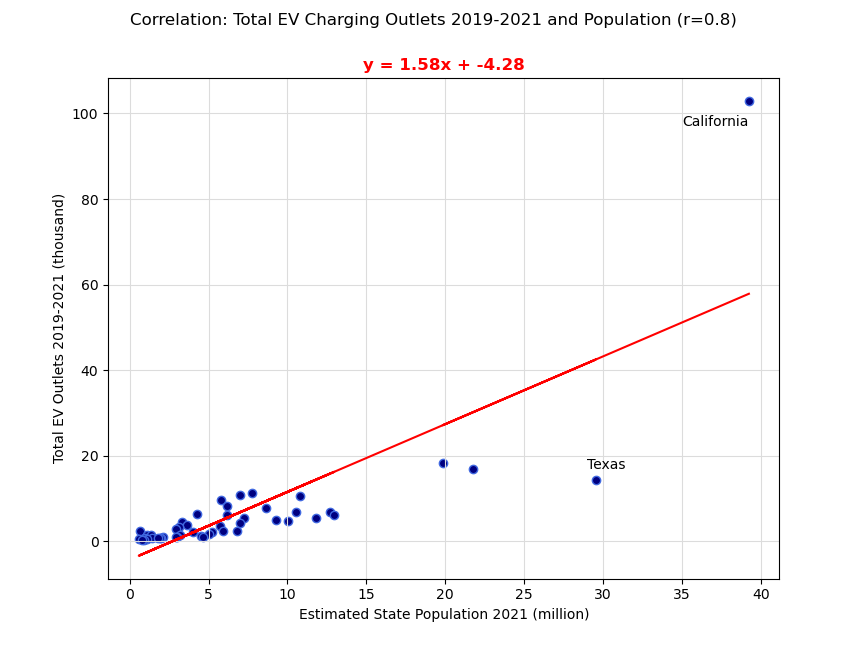 Correlation: Total EV Charging Outlets 2019-2021 and Population (r=0.8)
y = 1.58x + -4.28
Total EV Outlets 2019-2021 (thousand)
100
80
60
40
20
0
California
Texas
0 5 10 15 20 25 30 35 40
Estimated State Population 2021 (million)